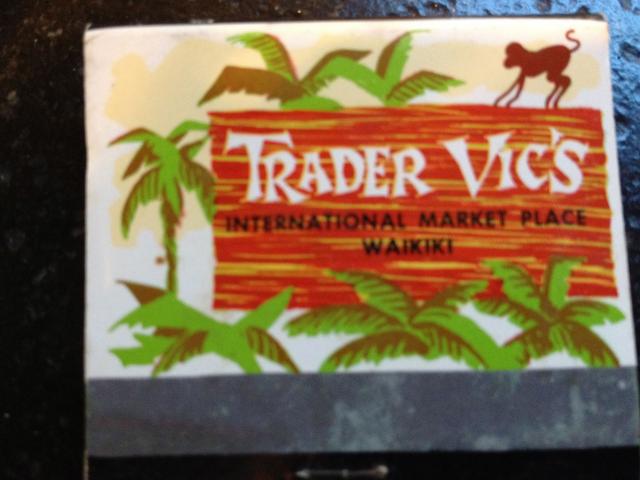 TRADER VIC'S
INTERNATIONAL MARKET PLACE
WAIKIKI